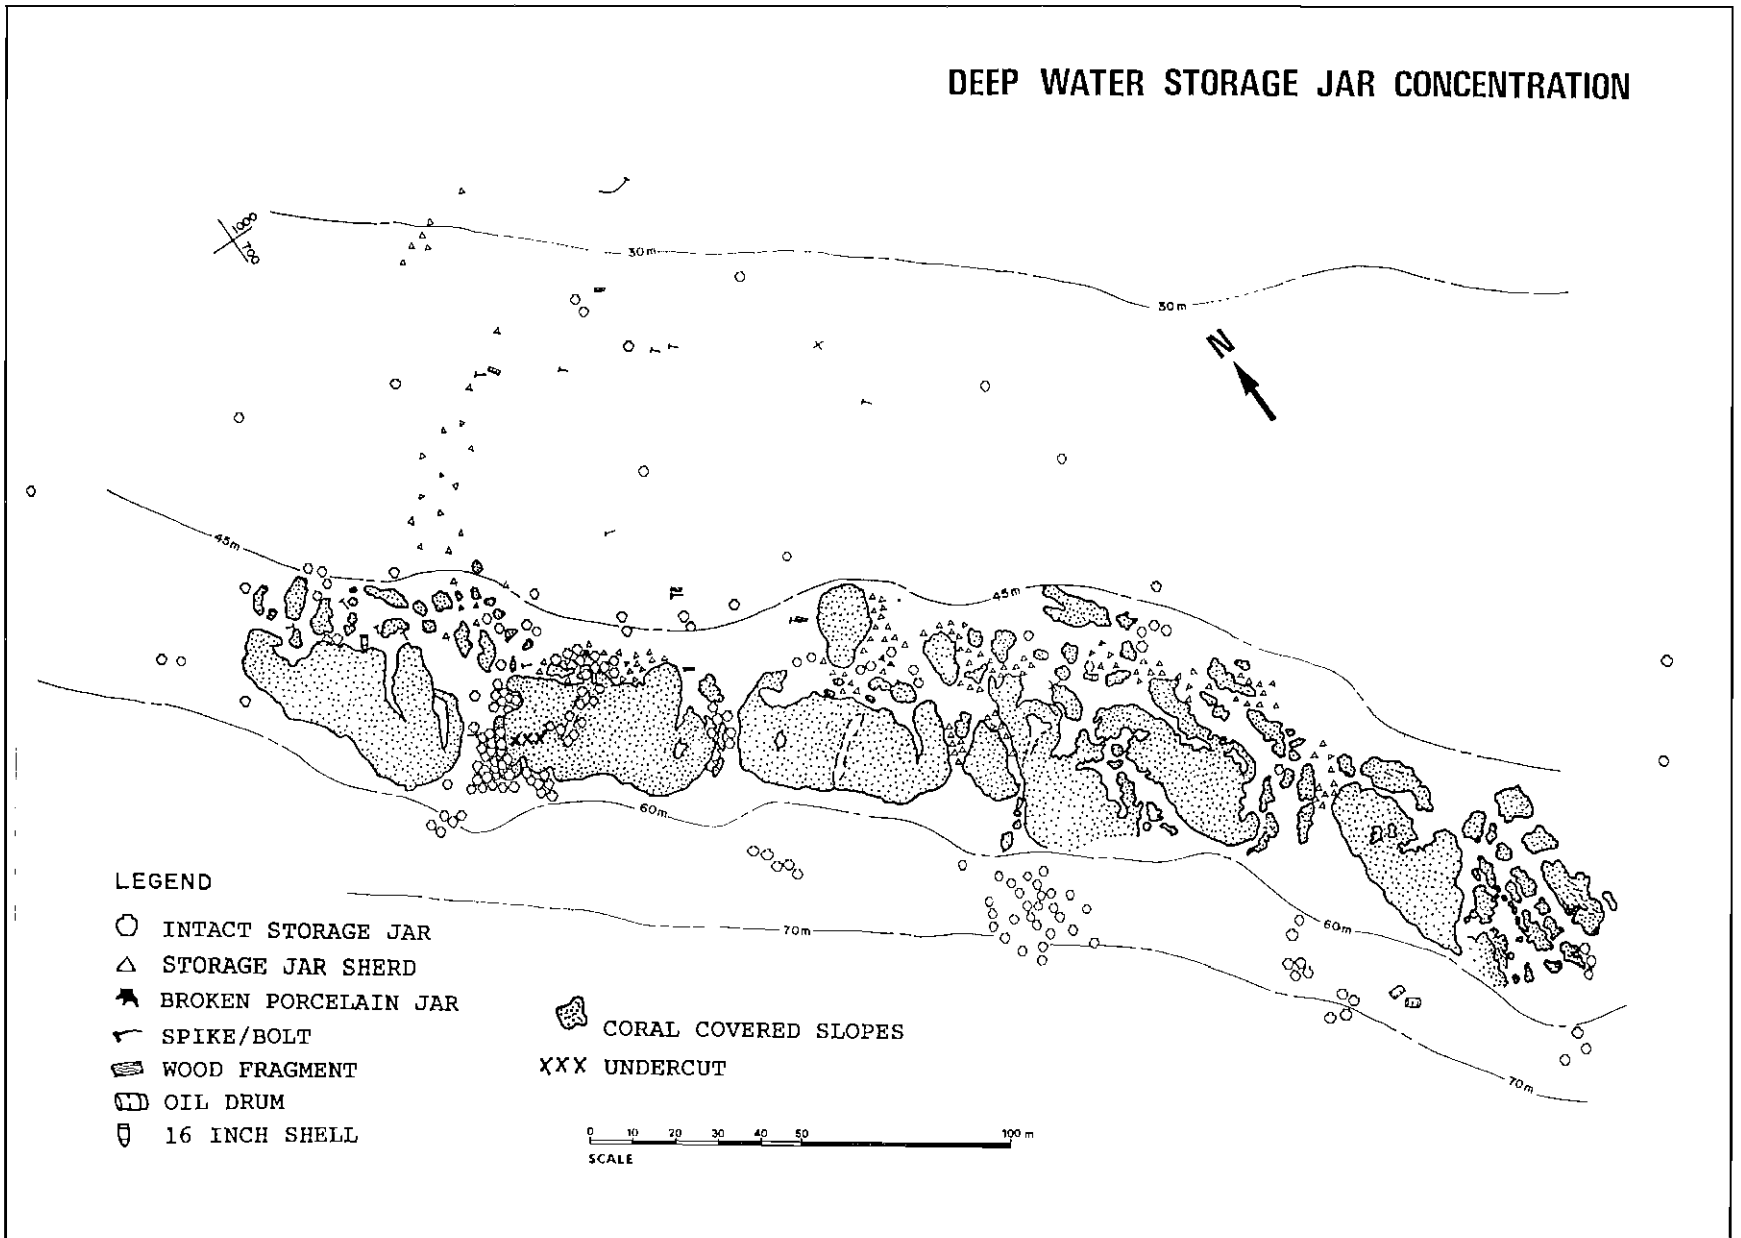 DEEP WATER STORAGE JAR CONCENTRATION
1000
700
30m
30m
N
45m
45m
60m
60m
70m
70m
LEGEND
INTACT STORAGE JAR
STORAGE JAR SHERD
BROKEN PORCELAIN JAR
SPIKE/BOLT
WOOD FRAGMENT
OIL DRUM
16 INCH SHELL
CORAL COVERED SLOPES
XXX UNDERCUT
0 10 20 30 40 50 100 m
SCALE